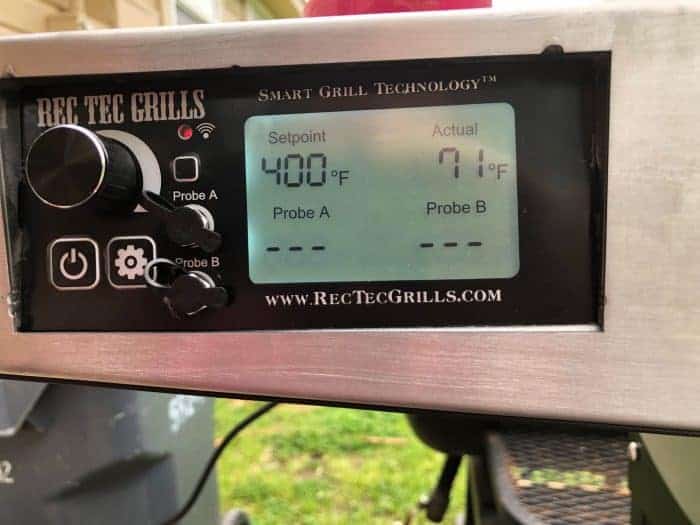 REC TEC GRILLS
SMART GRILL TECHNOLOGY™
Setpoint Actual
400°F 71°F
Probe A
Probe A Probe B
--- ---
Probe B
WWW.RECTECGRILLS.COM